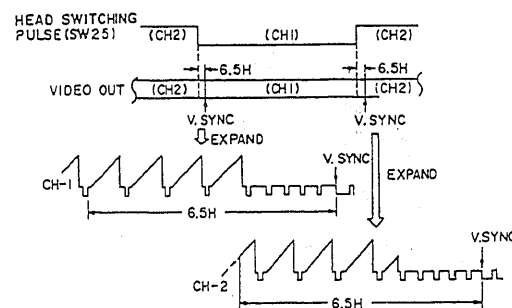 HEAD SWITCHING
PULSE(SW25)
(CH2)
(CH1)
(CH2)
6.5H
6.5H
VIDEO OUT
(CH2)
(CH1)
(CH2)
V.SYNC
V.SYNC
EXPAND
V.SYNC
EXPAND
CH-1
6.5H
V.SYNC
CH-2
6.5H